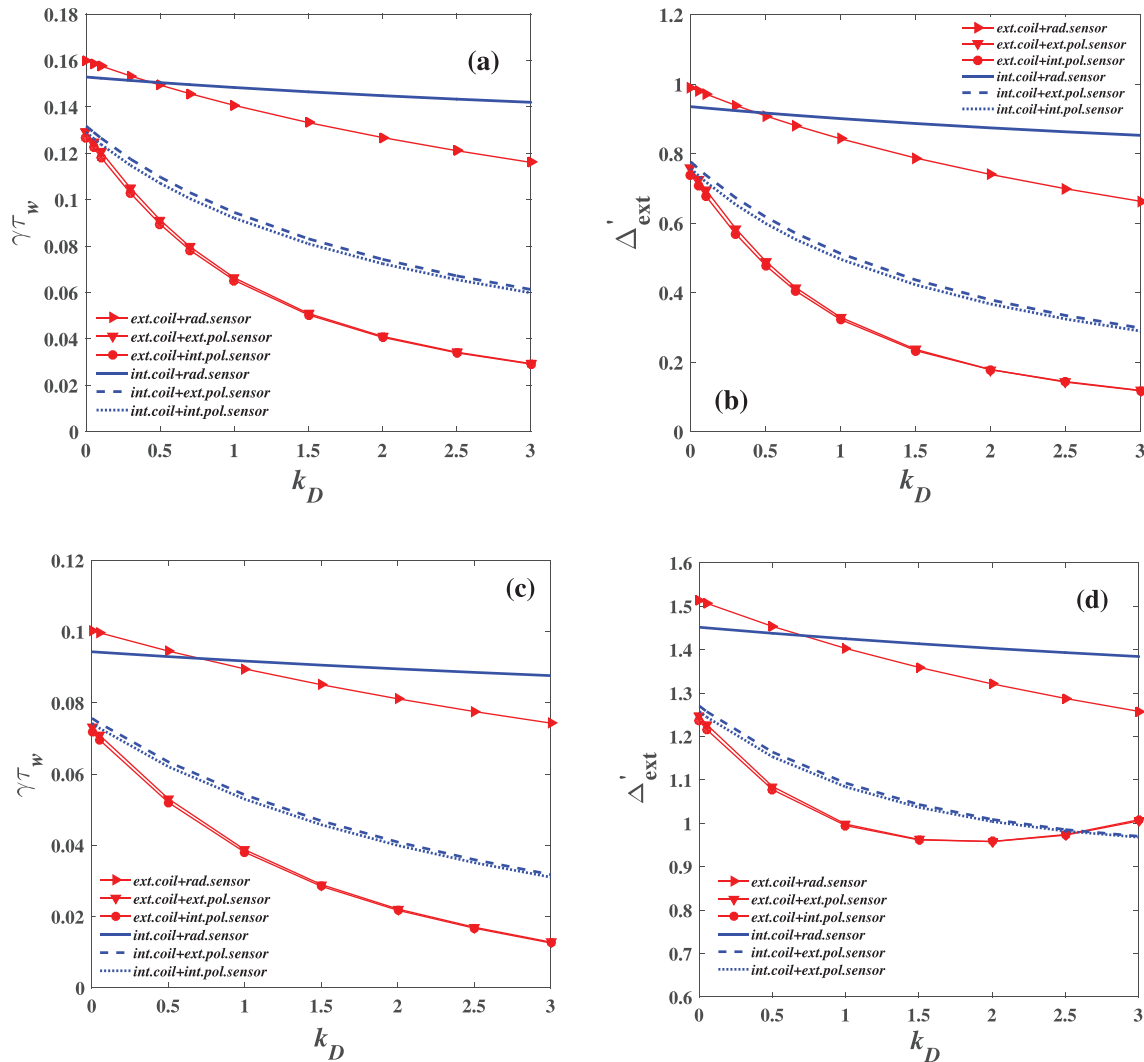 0.18
0.16
0.14
0.12
0.1
0.08
0.06
0.04
0.02
0
γτ_w
(a)
ext.coil+rad.sensor
ext.coil+ext.pol.sensor
ext.coil+int.pol.sensor
int.coil+rad.sensor
int.coil+ext.pol.sensor
int.coil+int.pol.sensor
0 0.5 1 1.5 2 2.5 3
k_D
1.2
1
0.8
0.6
0.4
0.2
0
Δ'_ext
ext.coil+rad.sensor
ext.coil+ext.pol.sensor
ext.coil+int.pol.sensor
int.coil+rad.sensor
int.coil+ext.pol.sensor
int.coil+int.pol.sensor
(b)
0 0.5 1 1.5 2 2.5 3
k_D
0.12
0.1
0.08
0.06
0.04
0.02
0
γτ_w
(c)
ext.coil+rad.sensor
ext.coil+ext.pol.sensor
ext.coil+int.pol.sensor
int.coil+rad.sensor
int.coil+ext.pol.sensor
int.coil+int.pol.sensor
0 0.5 1 1.5 2 2.5 3
k_D
1.6
1.5
1.4
1.3
1.2
1.1
1
0.9
0.8
0.7
0.6
Δ'_ext
(d)
ext.coil+rad.sensor
ext.coil+ext.pol.sensor
ext.coil+int.pol.sensor
int.coil+rad.sensor
int.coil+ext.pol.sensor
int.coil+ext.pol.sensor
0 0.5 1 1.5 2 2.5 3
k_D